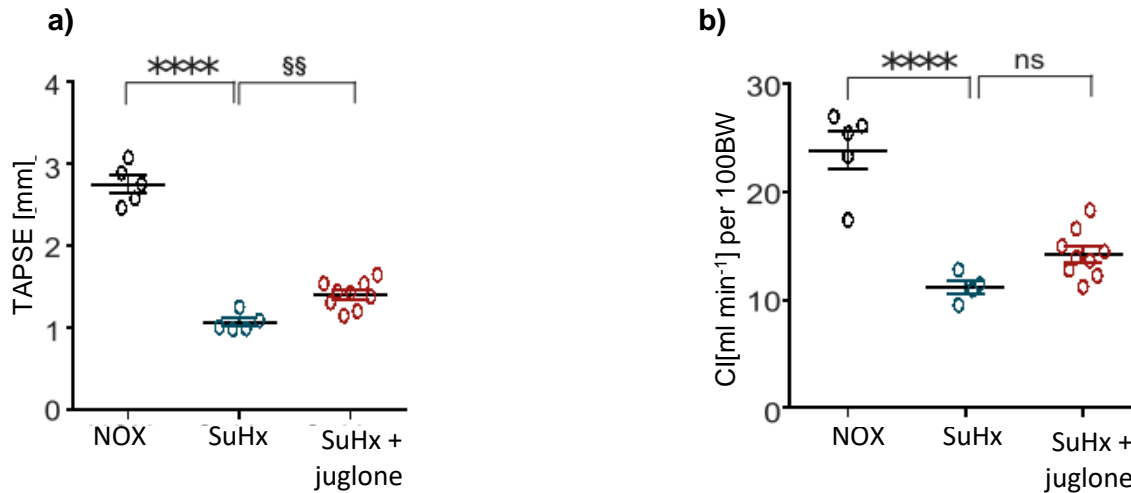 a)
**** §§
TAPSE [mm]
4
3
2
1
0
NOX SuHx SuHx +
juglone
b)
**** ns
CI[ml min⁻¹] per 100BW
30
20
10
0
NOX SuHx SuHx +
juglone